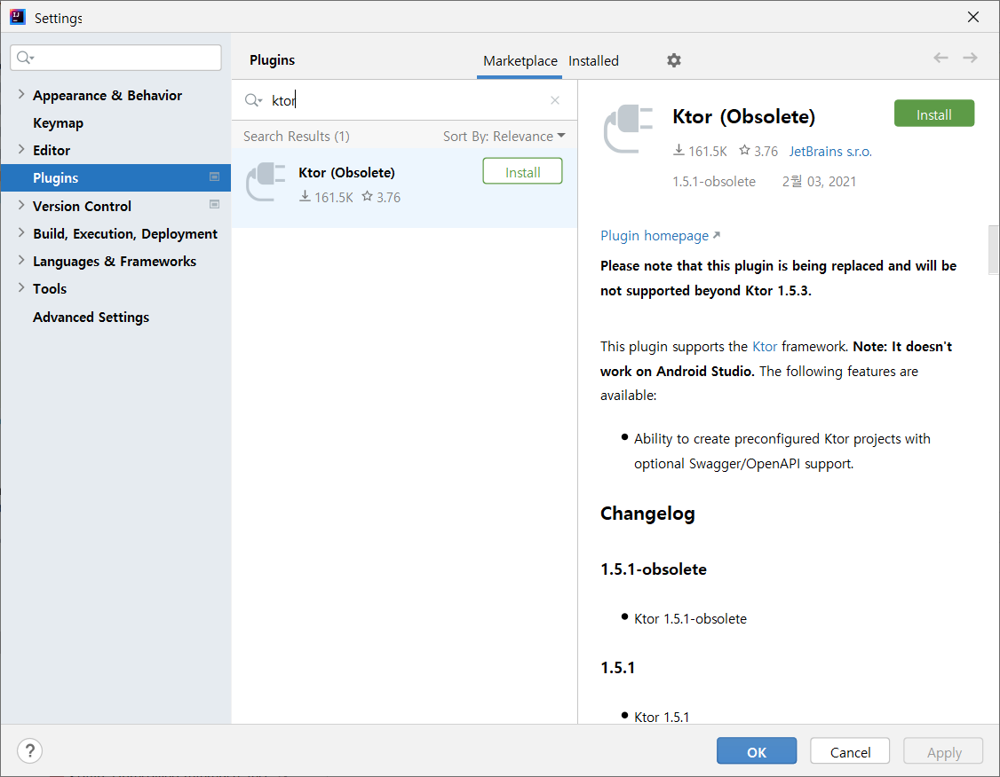 Settings
Plugins
Marketplace Installed
Appearance & Behavior
Keymap
Editor
Plugins
Version Control
Build, Execution, Deployment
Languages & Frameworks
Tools
Advanced Settings
ktor
Search Results (1) Sort By: Relevance
Ktor (Obsolete)
Install
161.5K 3.76
Ktor (Obsolete)
Install
161.5K 3.76 JetBrains s.r.o.
1.5.1-obsolete 2월 03, 2021
Plugin homepage
Please note that this plugin is being replaced and will be
not supported beyond Ktor 1.5.3.
This plugin supports the Ktor framework. Note: It doesn't
work on Android Studio. The following features are
available:
Ability to create preconfigured Ktor projects with
optional Swagger/OpenAPI support.
Changelog
1.5.1-obsolete
Ktor 1.5.1-obsolete
1.5.1
Ktor 1.5.1
?
OK Cancel Apply